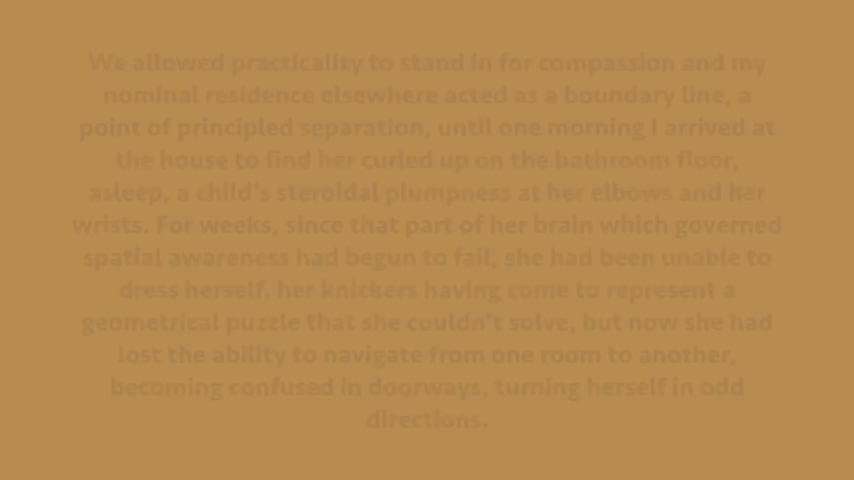 We allowed practicality to stand in for compassion and my
nominal residence elsewhere acted as a boundary line, a
point of principled separation, until one morning I arrived at
the house to find her curled up on the bathroom floor,
asleep, a child's steroidal plumpness at her elbows and her
wrists. For weeks, since that part of her brain which governed
spatial awareness had begun to fail, she had been unable to
dress herself, her knickers having come to represent a
geometrical puzzle that she couldn't solve, but now she had
lost the ability to navigate from one room to another,
becoming confused in doorways, turning herself in odd
directions.